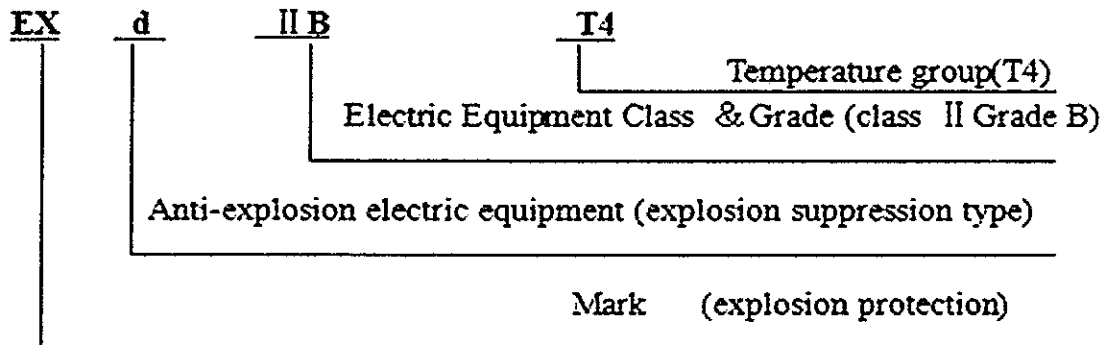 EX d II B T4
Temperature group(T4)
Electric Equipment Class & Grade (class II Grade B)
Anti-explosion electric equipment (explosion suppression type)
Mark (explosion protection)